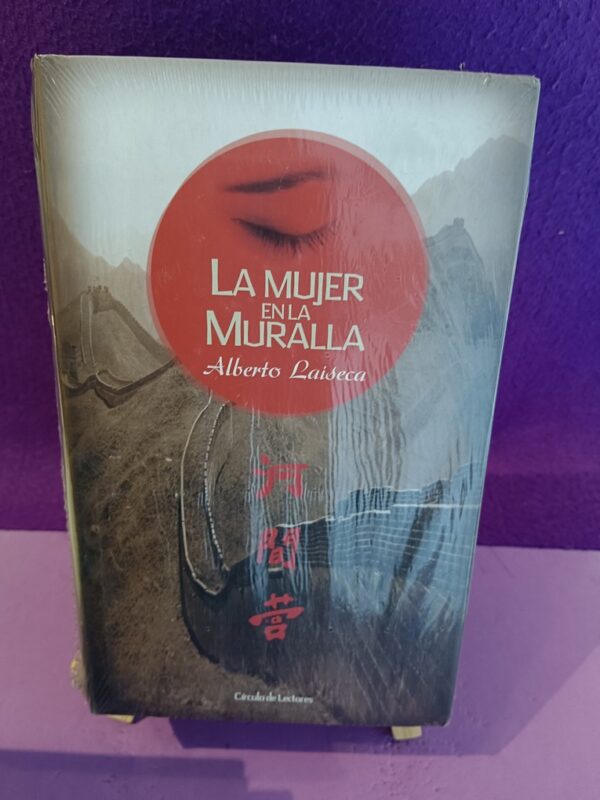 LA MUJER
EN LA
MURALLA
Alberto Laiseca
河
間
营
Círculo de Lectores